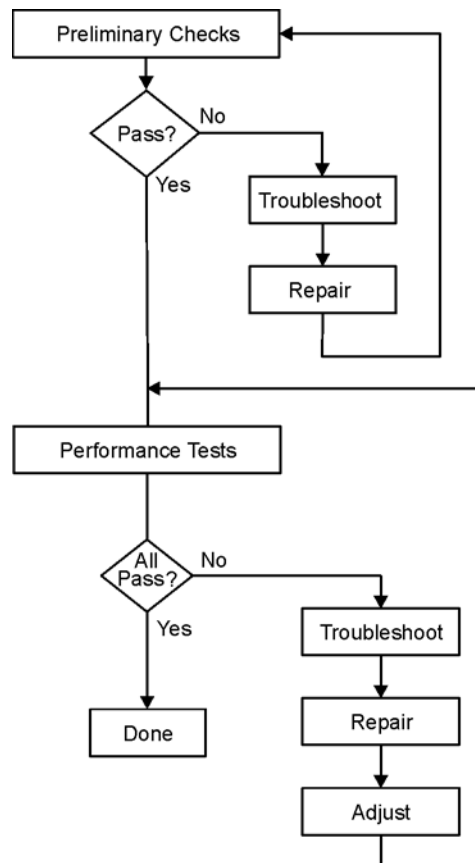 Preliminary Checks
Pass?
No
Yes
Troubleshoot
Repair
Performance Tests
All
Pass?
No
Yes
Troubleshoot
Done
Repair
Adjust